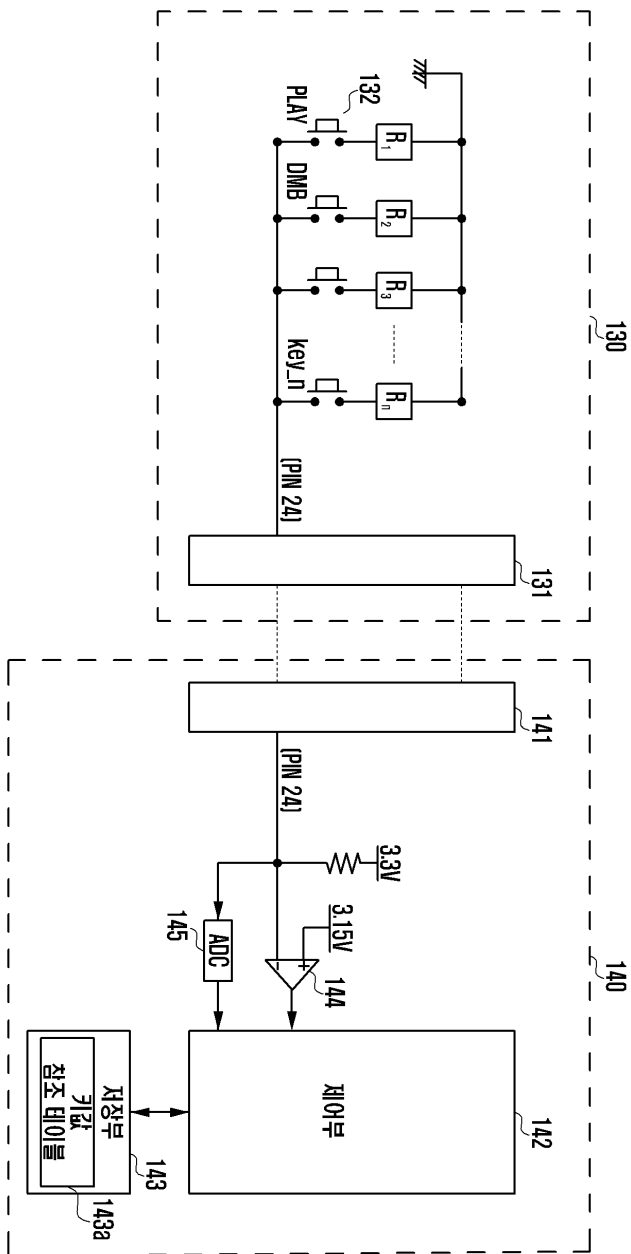 130
132
PLAY
R₁
DMB
R₂
R₃
key_n
Rₙ
(PIN 24)
131
140
141
(PIN 24)
3.3V
3.15V
+
-
144
ADC
145
제어부
142
저장부
143
키값
참조 테이블
143a